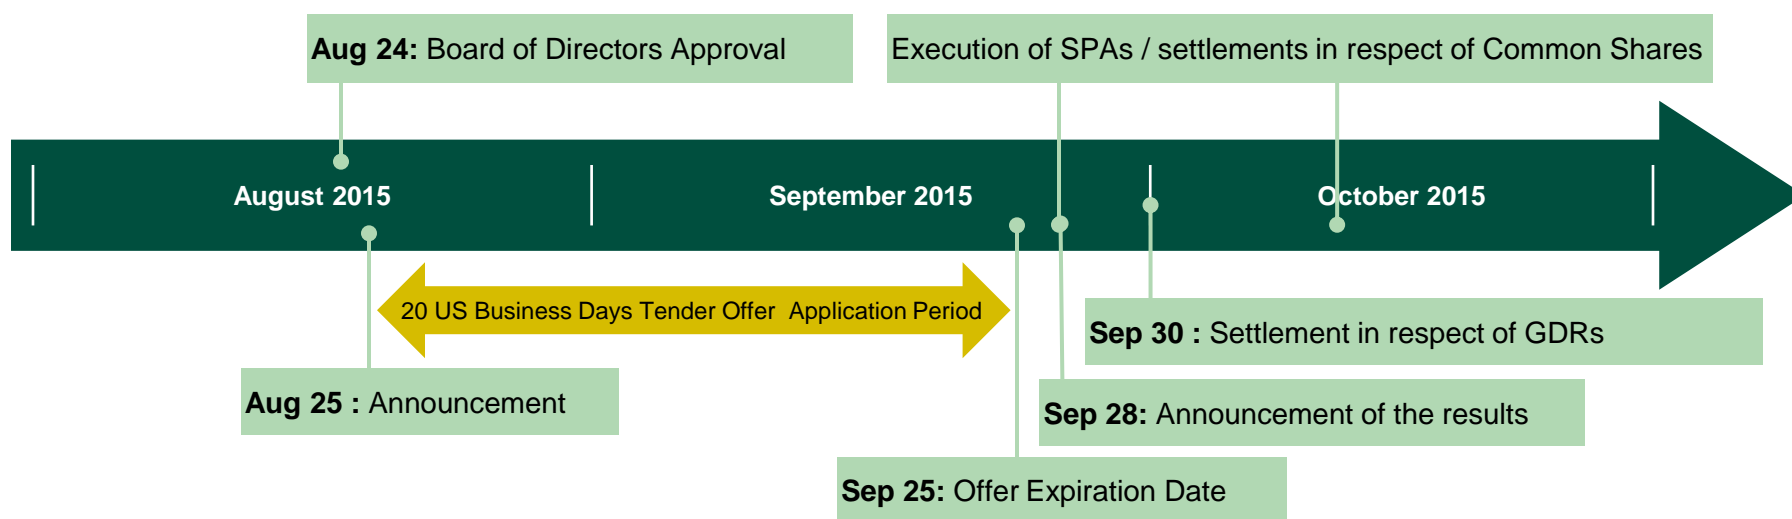 Aug 24: Board of Directors Approval
Execution of SPAs / settlements in respect of Common Shares
August 2015
September 2015
October 2015
20 US Business Days Tender Offer  Application Period
Sep 30 : Settlement in respect of GDRs
Aug 25 : Announcement
Sep 28: Announcement of the results
Sep 25: Offer Expiration Date